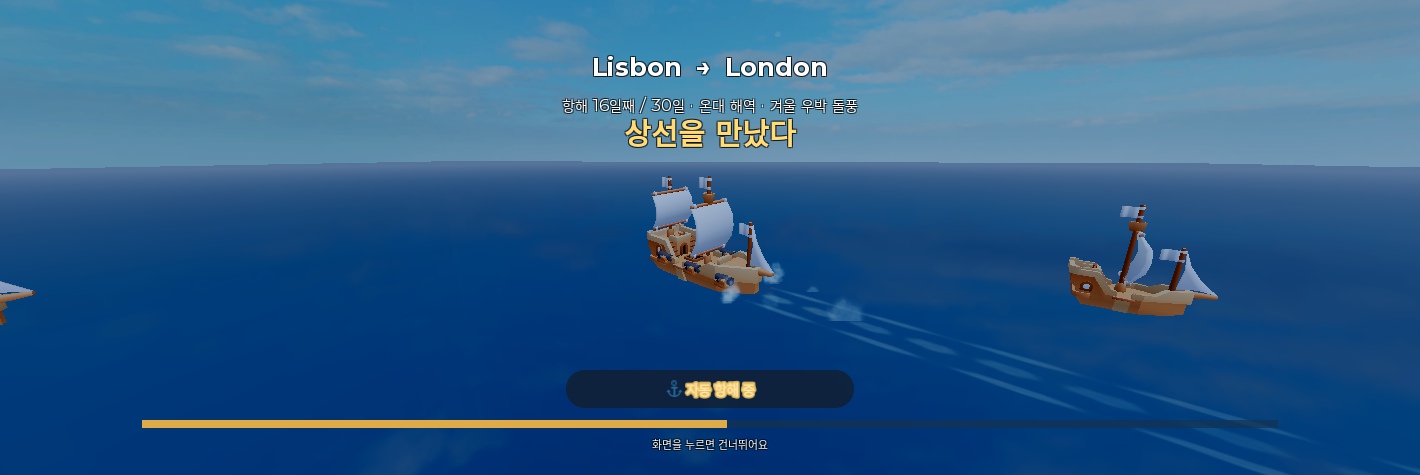 Lisbon → London
항해 16일째 / 30일 · 온대 해역 · 겨울 우박 돌풍
상선을 만났다
⚓ 자동 항해 중
화면을 누르면 건너뛰어요